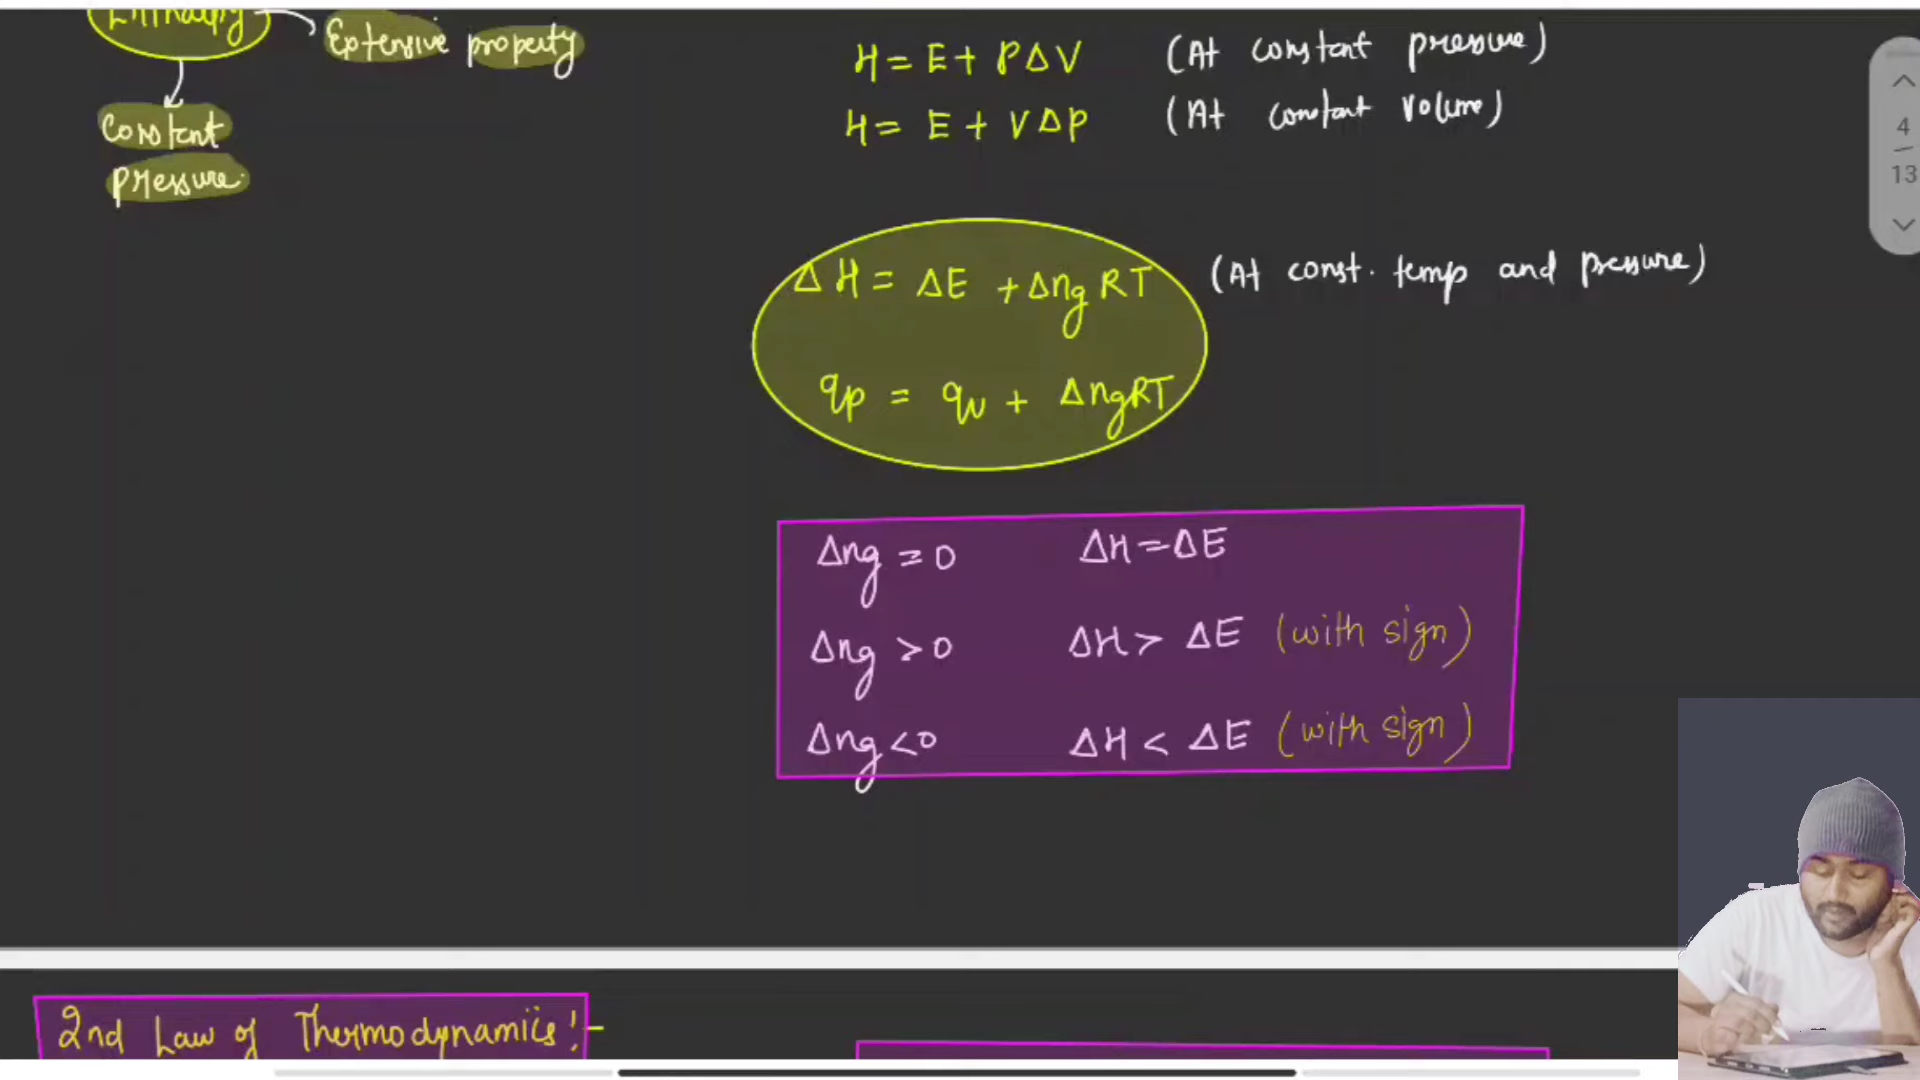 Enthalpy → Extensive property
Constant
pressure.
H = E + PΔV (At constant pressure)
H = E + VΔP (At constant volume)
ΔH = ΔE + Δng RT (At const. temp and pressure)
qp = qv + ΔngRT
Δng = 0 ΔH = ΔE
Δng > 0 ΔH > ΔE (with sign)
Δng < 0 ΔH < ΔE (with sign)
2nd Law of Thermodynamics:-
4
13